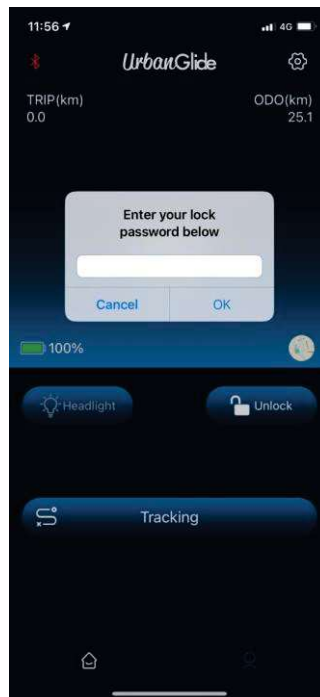 11:56 4G
UrbanGlide
TRIP(km) ODO(km)
0.0 25.1
Enter your lock
password below
Cancel OK
100%
Headlight Unlock
Tracking